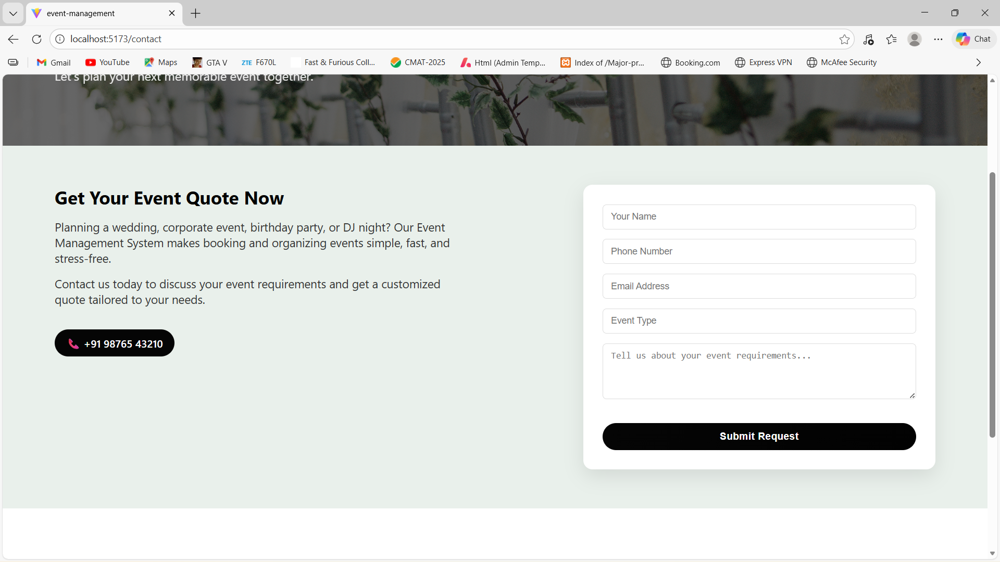 event-management
localhost:5173/contact
Chat
Gmail
YouTube
Maps
GTA V
ZTE F670L
Fast & Furious Coll...
CMAT-2025
Html (Admin Temp...
Index of /Major-pr...
Booking.com
Express VPN
McAfee Security
Let's plan your next memorable event together.
Get Your Event Quote Now
Planning a wedding, corporate event, birthday party, or DJ night? Our Event
Management System makes booking and organizing events simple, fast, and
stress-free.
Contact us today to discuss your event requirements and get a customized
quote tailored to your needs.
+91 98765 43210
Your Name
Phone Number
Email Address
Event Type
Tell us about your event requirements...
Submit Request